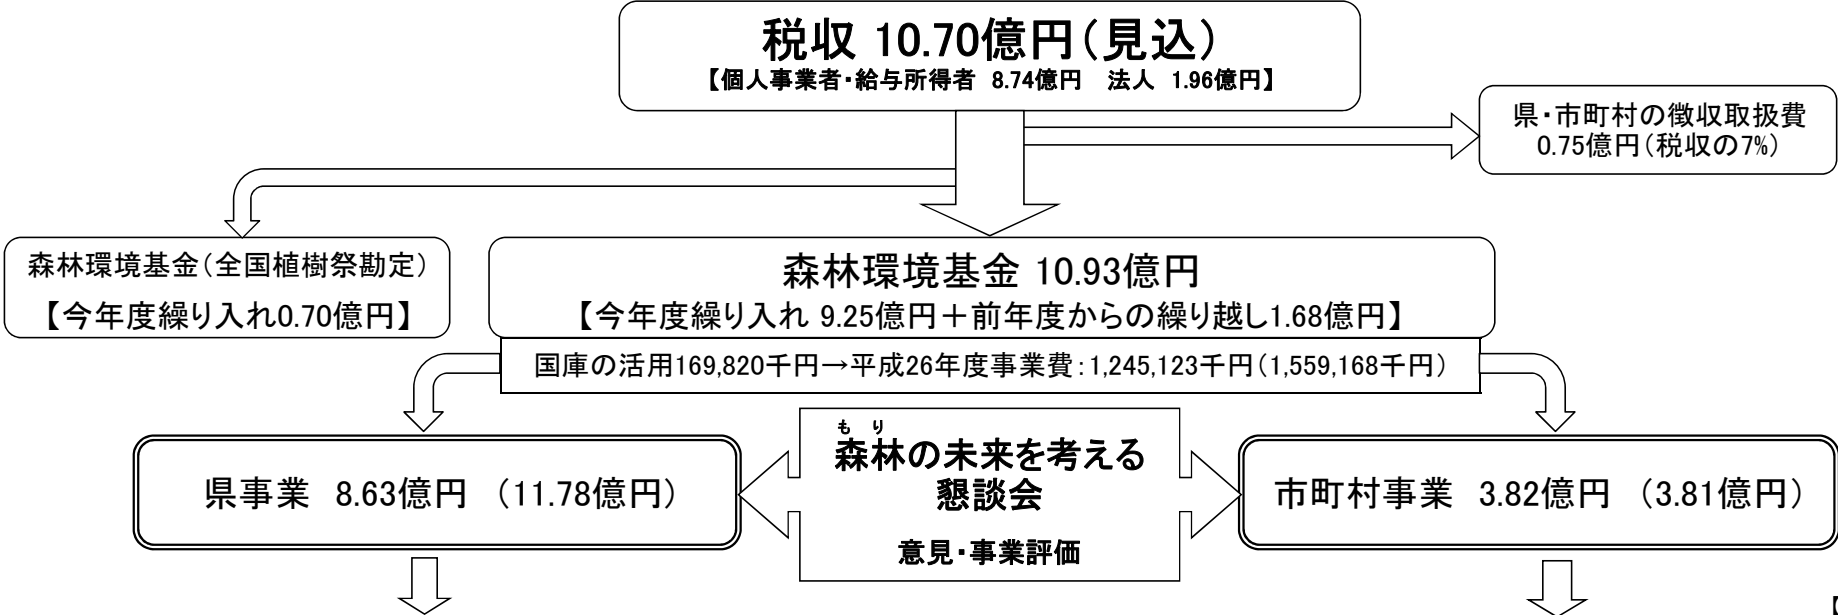 税収 10.70億円(見込)
【個人事業者・給与所得者 8.74億円 法人 1.96億円】
県・市町村の徴収取扱費
0.75億円(税収の7%)
森林環境基金(全国植樹祭勘定)
【今年度繰り入れ0.70億円】
森林環境基金 10.93億円
【今年度繰り入れ 9.25億円+前年度からの繰り越し1.68億円】
国庫の活用169,820千円→平成26年度事業費:1,245,123千円(1,559,168千円)
県事業 8.63億円 (11.78億円)
もり
森林の未来を考える
懇談会
意見・事業評価
市町村事業 3.82億円 (3.81億円)
【